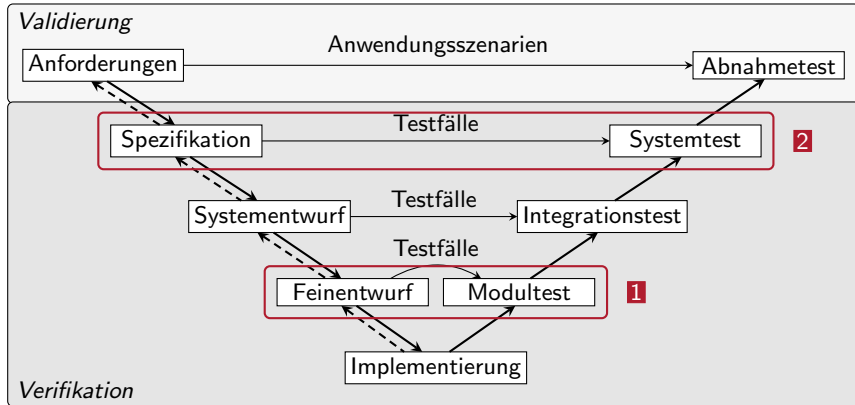 Validierung
Anwendungsszenarien
Anforderungen
Abnahmetest
Testfälle
Spezifikation
Systemtest
2
Testfälle
Systementwurf
Integrationstest
Testfälle
Feinentwurf
Modultest
1
Implementierung
Verifikation